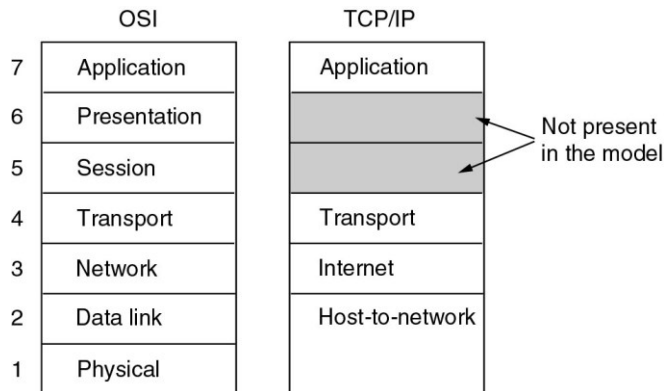 OSI TCP/IP
7 Application Application
6 Presentation
5 Session
Not present
in the model
4 Transport Transport
3 Network Internet
2 Data link Host-to-network
1 Physical